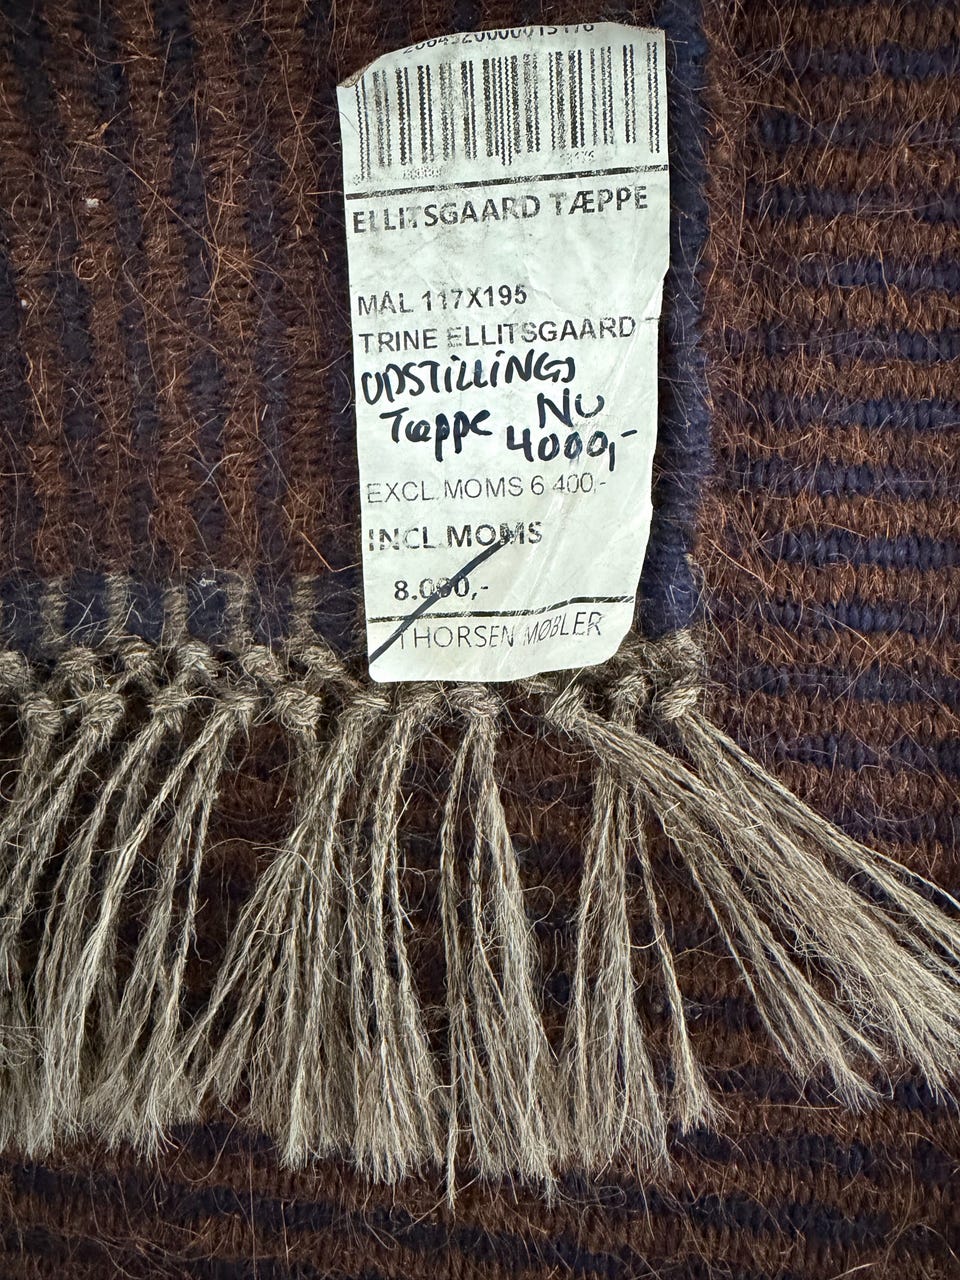 ELLITSGAARD TÆPPE
MÅL 117X195
TRINE ELLITSGAARD
UDSTILLINGS
Tæppe NU
4000,-
EXCL.MOMS 6.400,-
INCL.MOMS
8.000,-
THORSEN MØBLER